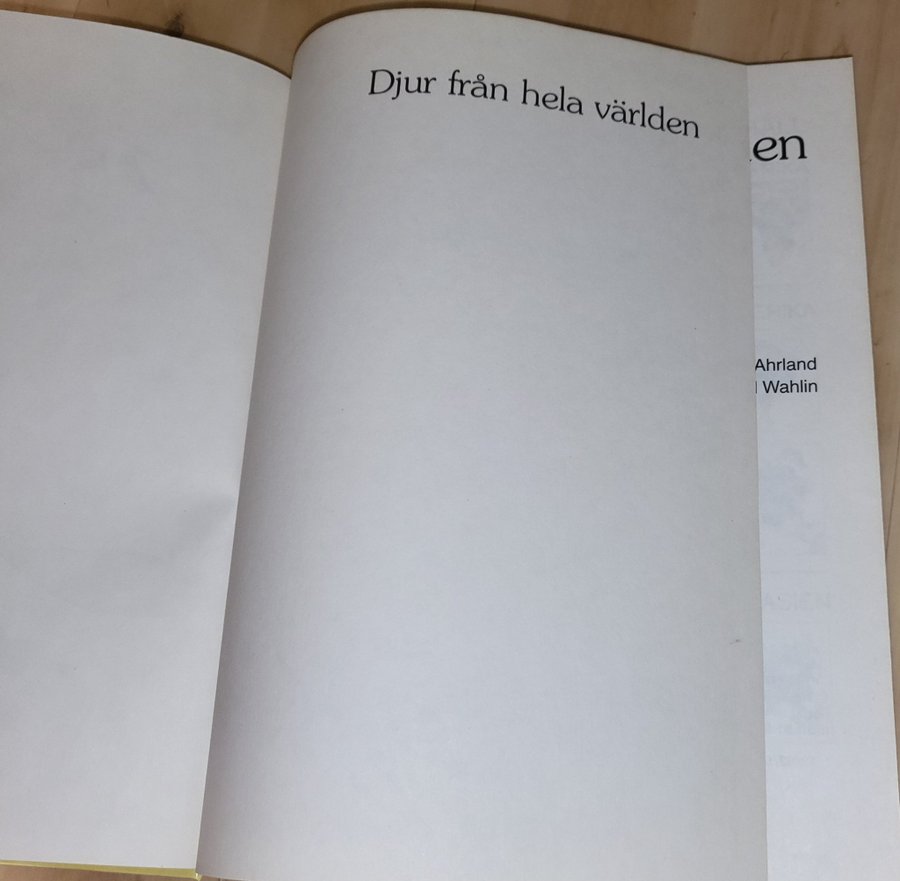 Djur från hela världen
en
Ahrland
Wahlin